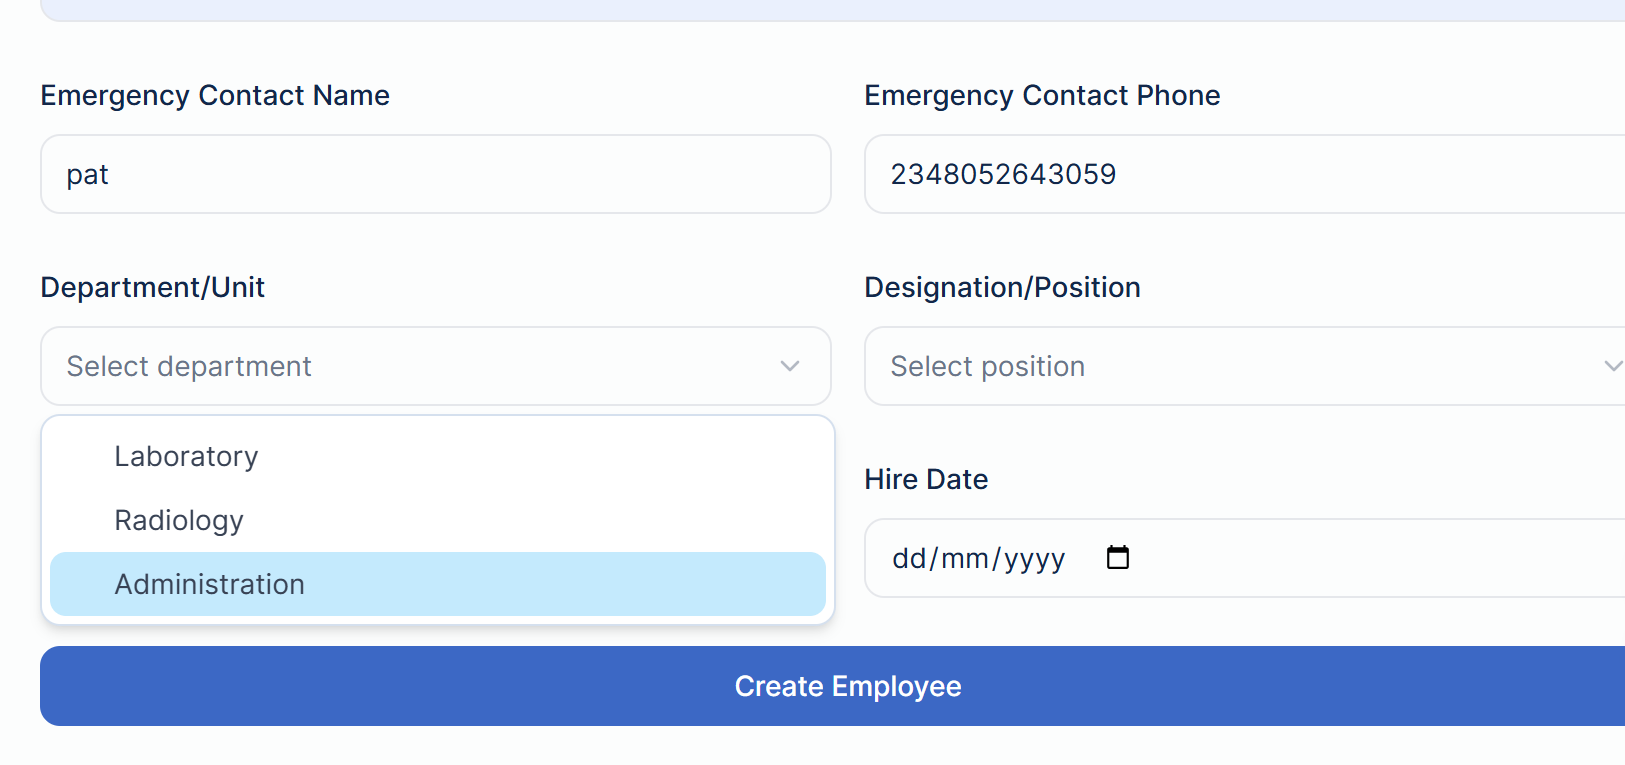 Emergency Contact Name
Emergency Contact Phone
pat
2348052643059
Department/Unit
Designation/Position
Select department
Select position
Laboratory
Radiology
Administration
Hire Date
dd/mm/yyyy
Create Employee